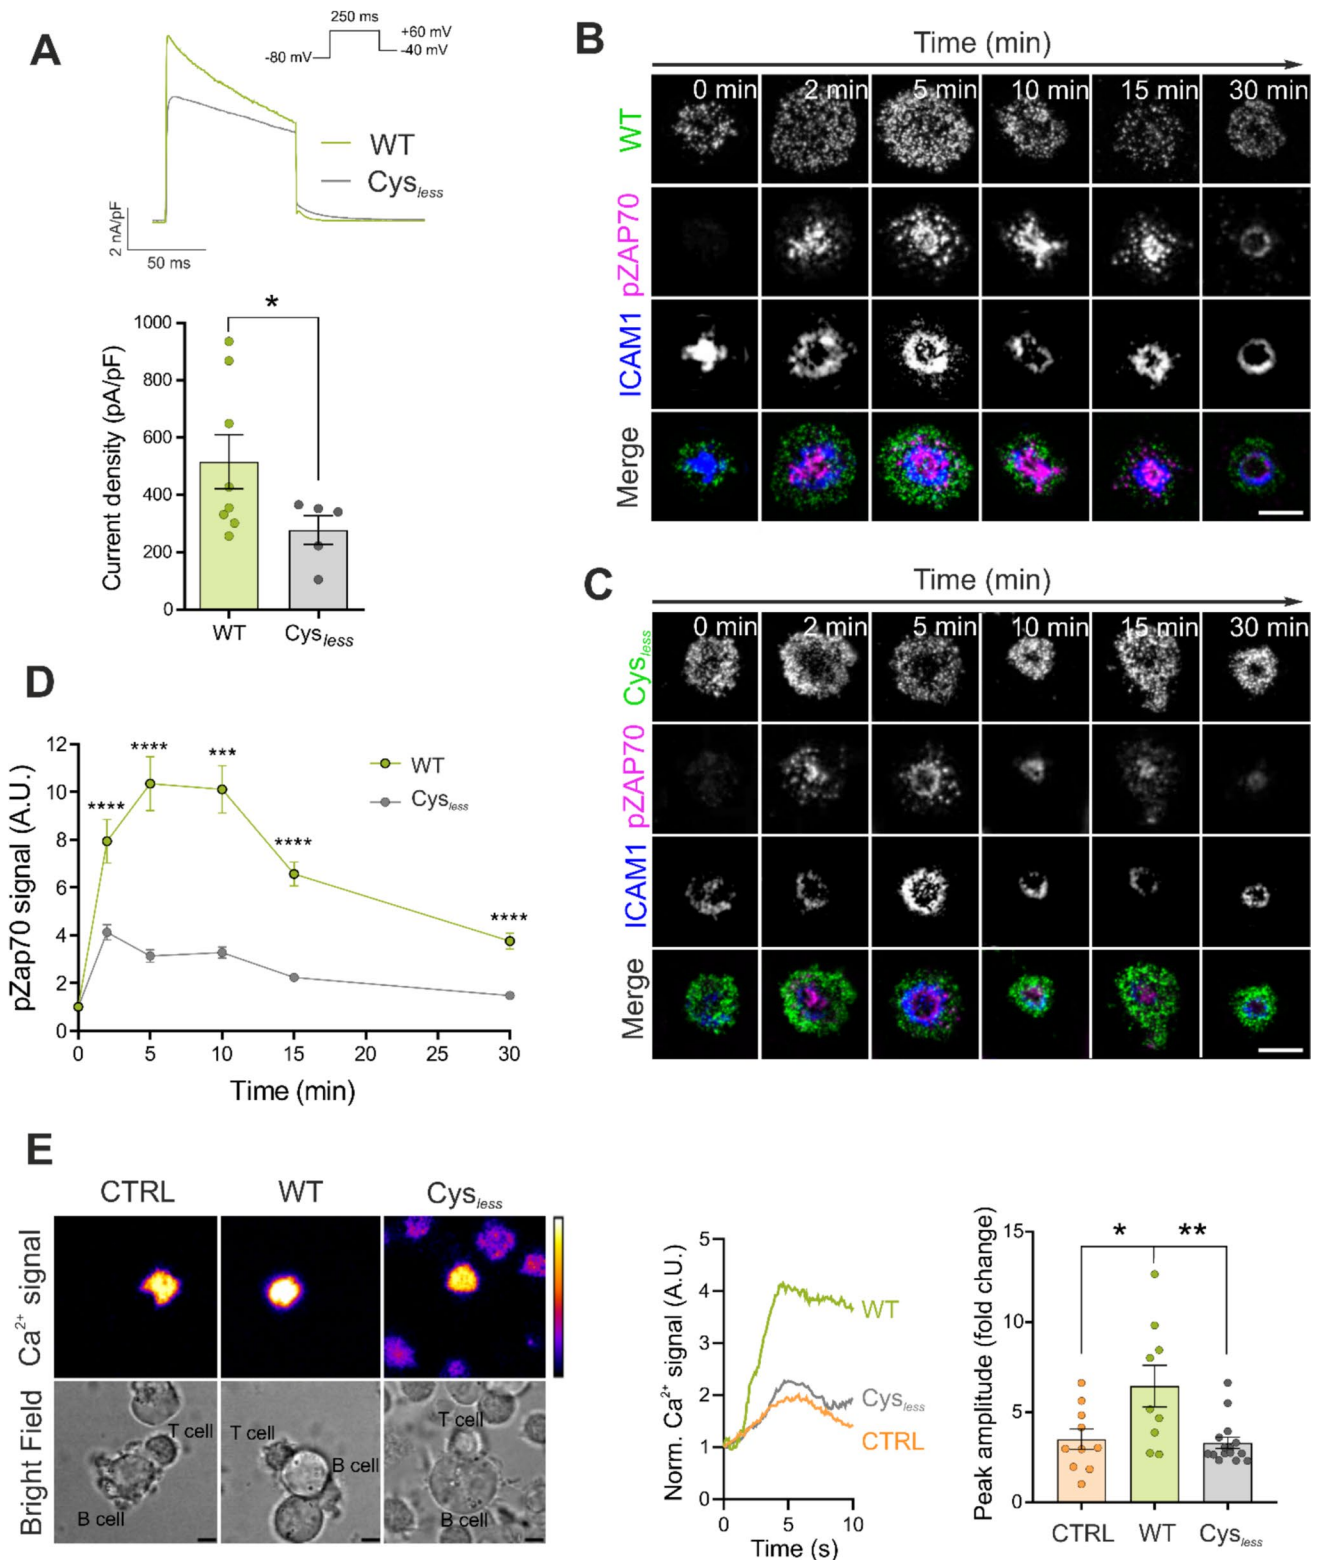 A
250 ms
+60 mV
-80 mV
-40 mV
WT
Cysless
2 nA/pF
50 ms
*
1000
800
600
400
200
0
Current density (pA/pF)
WT
Cysless
B
Time (min)
0 min
2 min
5 min
10 min
15 min
30 min
WT
pZAP70
ICAM1
Merge
C
Time (min)
0 min
2 min
5 min
10 min
15 min
30 min
Cysless
pZAP70
ICAM1
Merge
D
12
10
8
6
4
2
0
pZap70 signal (A.U.)
****
****
***
****
****
WT
Cysless
0
5
10
15
20
25
30
Time (min)
E
CTRL
WT
Cysless
Ca2+ signal
Bright Field
T cell
B cell
T cell
B cell
T cell
B cell
5
4
3
2
1
0
Norm. Ca2+ signal (A.U.)
WT
Cysless
CTRL
0
5
10
Time (s)
15
10
5
0
Peak amplitude (fold change)
*
**
CTRL
WT
Cysless